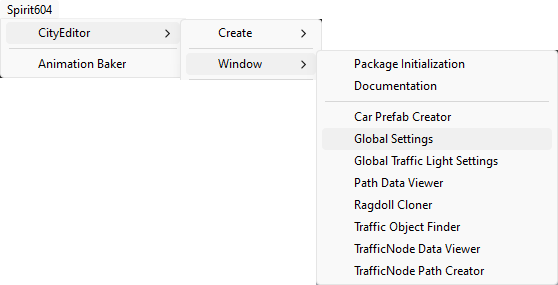 Spirit604
CityEditor
Animation Baker
Create
Window
Package Initialization
Documentation
Car Prefab Creator
Global Settings
Global Traffic Light Settings
Path Data Viewer
Ragdoll Cloner
Traffic Object Finder
TrafficNode Data Viewer
TrafficNode Path Creator